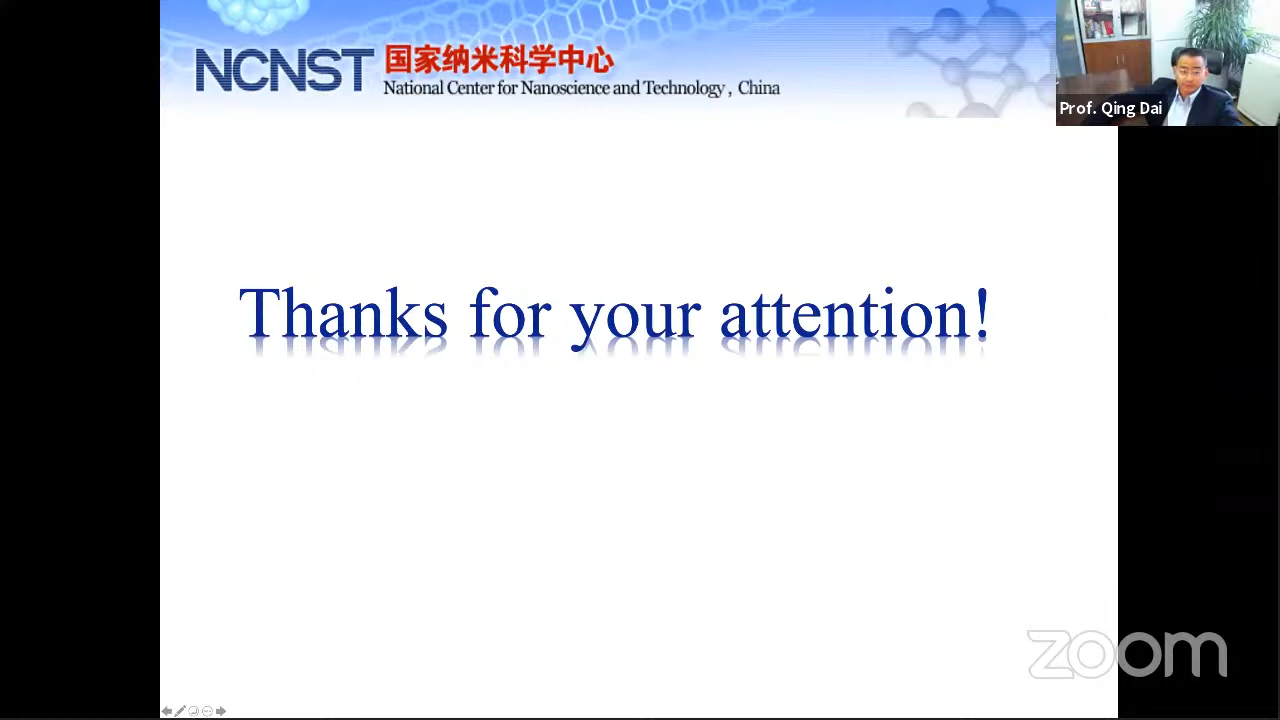 NCNST
国家纳米科学中心
National Center for Nanoscience and Technology , China
Prof. Qing Dai
Thanks for your attention!
zoom